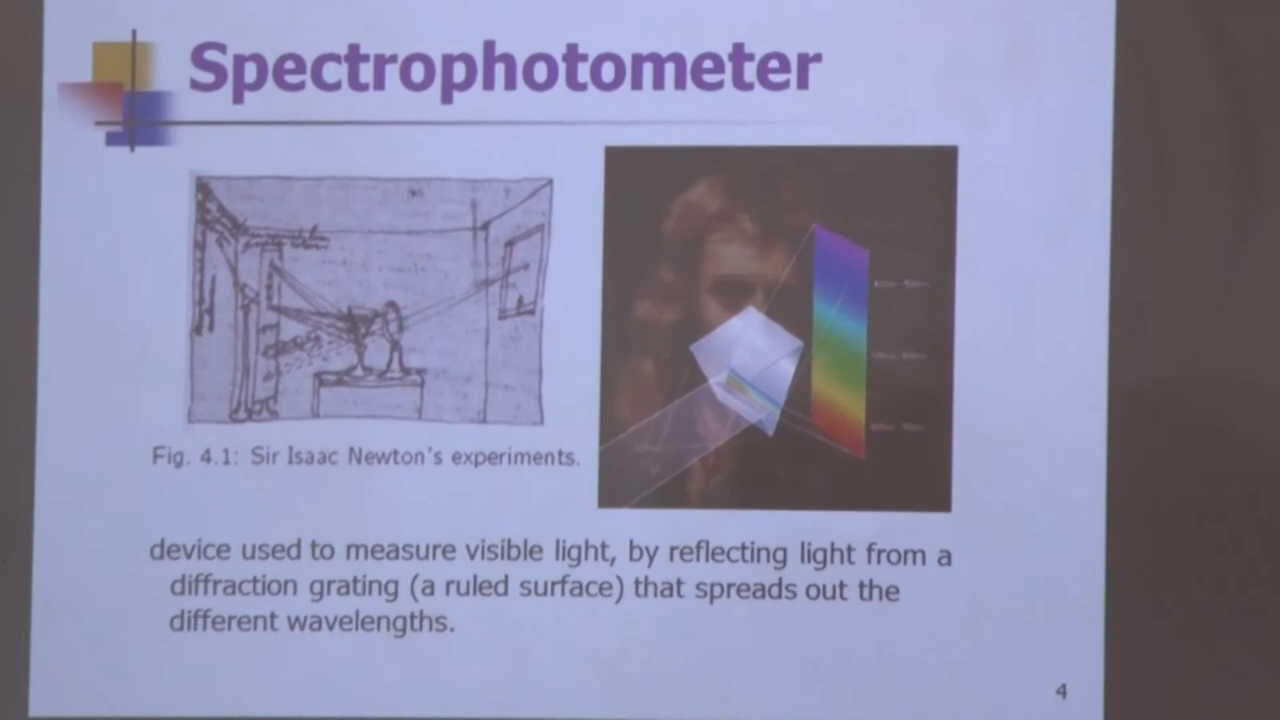 Spectrophotometer
Fig. 4.1: Sir Isaac Newton's experiments.
device used to measure visible light, by reflecting light from a
diffraction grating (a ruled surface) that spreads out the
different wavelengths.
4